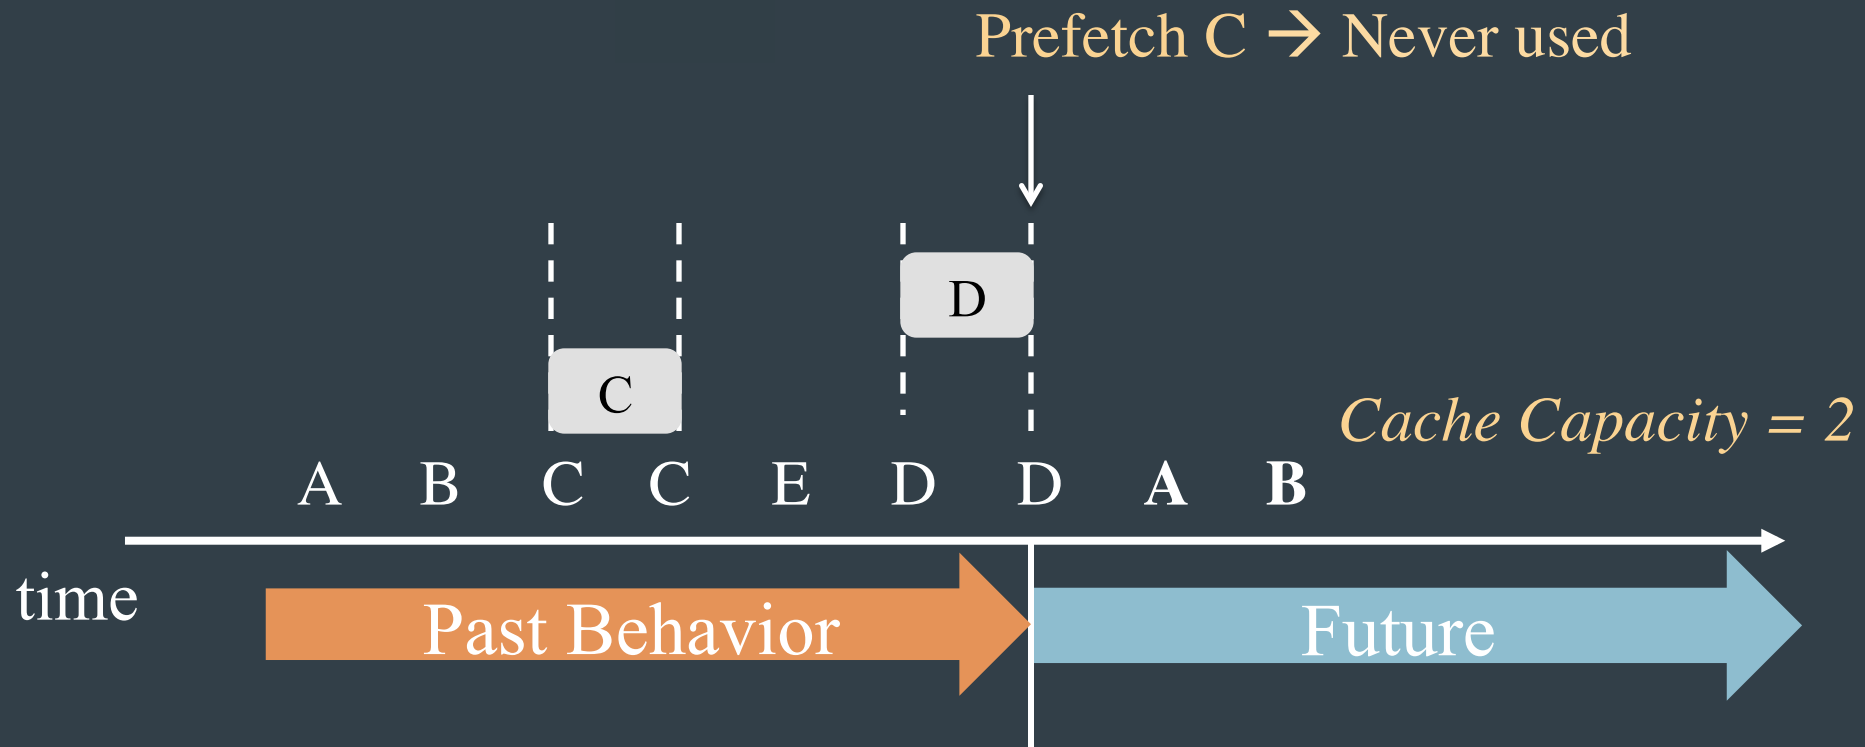 Prefetch C → Never used
D
C
Cache Capacity = 2
A B C C E D D A B
time
Past Behavior
Future